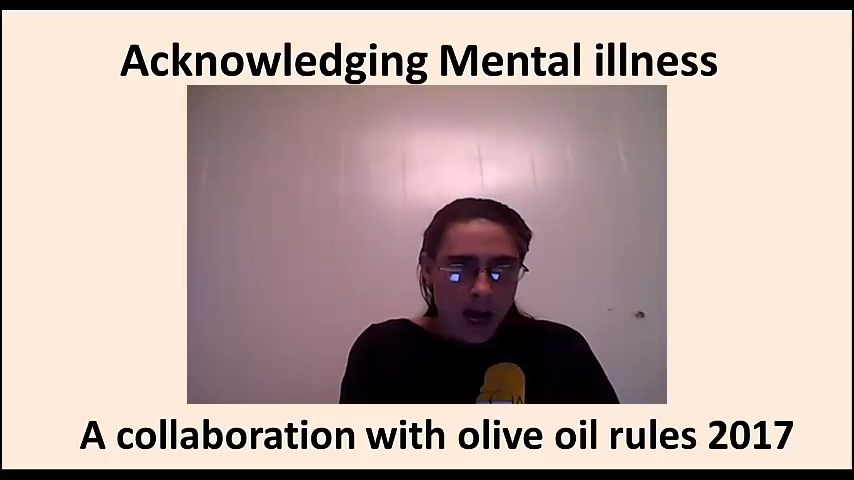 Acknowledging Mental illness
A collaboration with olive oil rules 2017